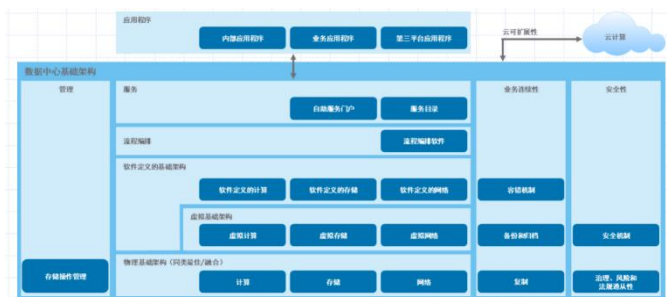 应用程序
内部应用程序
业务应用程序
第三平台应用程序
云可扩展性
云计算
数据中心基础架构
管理
服务
业务连续性
安全性
自助服务门户
服务目录
流程编排
流程编排软件
软件定义的基础架构
软件定义的计算
软件定义的存储
软件定义的网络
容错机制
虚拟基础架构
虚拟计算
虚拟存储
虚拟网络
备份和归档
安全机制
物理基础架构（同类最佳/融合）
存储操作管理
计算
存储
网络
复制
治理、风险和
法规遵从性